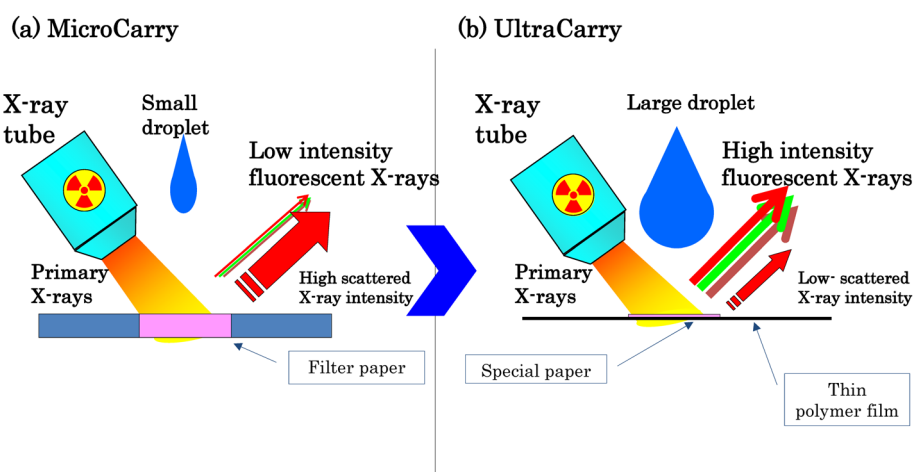 (a) MicroCarry
X-ray
tube
Small
droplet
Low intensity
fluorescent X-rays
Primary
X-rays
High scattered
X-ray intensity
Filter paper
(b) UltraCarry
X-ray
tube
Large droplet
High intensity
fluorescent X-rays
Primary
X-rays
Low- scattered
X-ray intensity
Special paper
Thin
polymer film